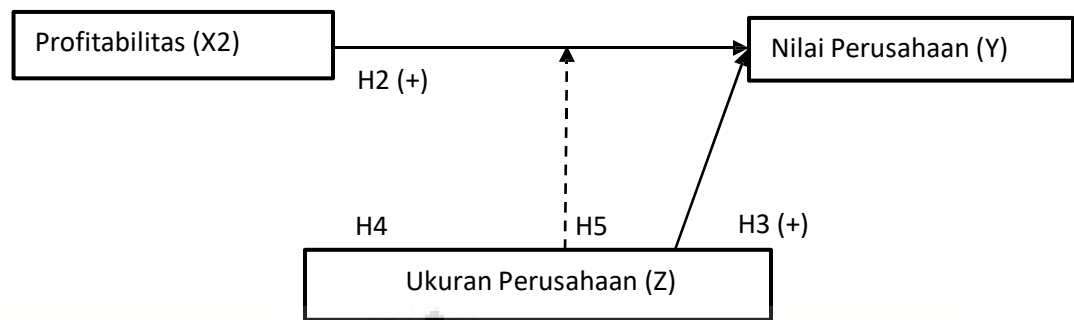 Profitabilitas (X2)
Nilai Perusahaan (Y)
H2 (+)
H4
H5
H3 (+)
Ukuran Perusahaan (Z)